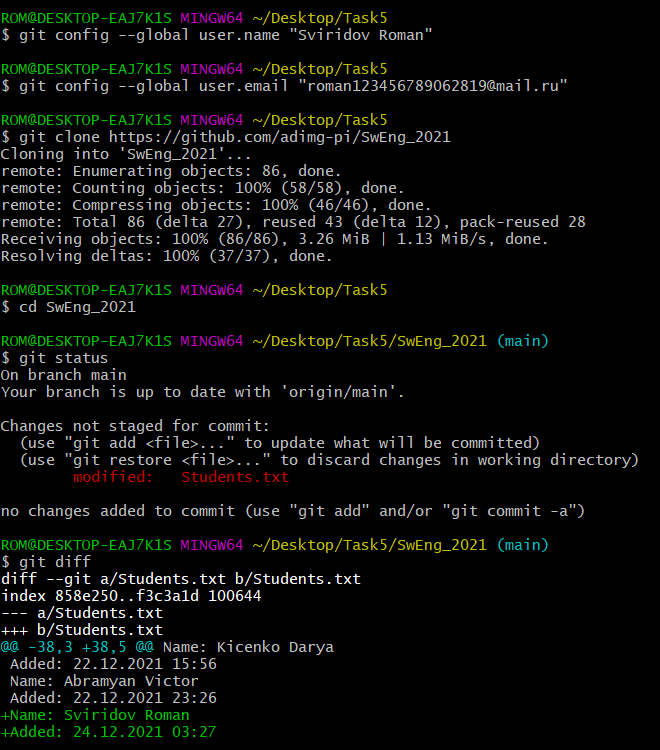 ROM@DESKTOP-EAJ7K1S MINGW64 ~/Desktop/Task5
$ git config --global user.name "Sviridov Roman"

ROM@DESKTOP-EAJ7K1S MINGW64 ~/Desktop/Task5
$ git config --global user.email "roman123456789062819@mail.ru"

ROM@DESKTOP-EAJ7K1S MINGW64 ~/Desktop/Task5
$ git clone https://github.com/adimg-pi/SwEng_2021
Cloning into 'SwEng_2021'...
remote: Enumerating objects: 86, done.
remote: Counting objects: 100% (58/58), done.
remote: Compressing objects: 100% (46/46), done.
remote: Total 86 (delta 27), reused 43 (delta 12), pack-reused 28
Receiving objects: 100% (86/86), 3.26 MiB | 1.13 MiB/s, done.
Resolving deltas: 100% (37/37), done.

ROM@DESKTOP-EAJ7K1S MINGW64 ~/Desktop/Task5
$ cd SwEng_2021

ROM@DESKTOP-EAJ7K1S MINGW64 ~/Desktop/Task5/SwEng_2021 (main)
$ git status
On branch main
Your branch is up to date with 'origin/main'.

Changes not staged for commit:
  (use "git add <file>..." to update what will be committed)
  (use "git restore <file>..." to discard changes in working directory)
        modified:   Students.txt

no changes added to commit (use "git add" and/or "git commit -a")

ROM@DESKTOP-EAJ7K1S MINGW64 ~/Desktop/Task5/SwEng_2021 (main)
$ git diff
diff --git a/Students.txt b/Students.txt
index 858e250..f3c3a1d 100644
--- a/Students.txt
+++ b/Students.txt
@@ -38,3 +38,5 @@ Name: Kicenko Darya
 Added: 22.12.2021 15:56
 Name: Abramyan Victor
 Added: 22.12.2021 23:26
+Name: Sviridov Roman
+Added: 24.12.2021 03:27